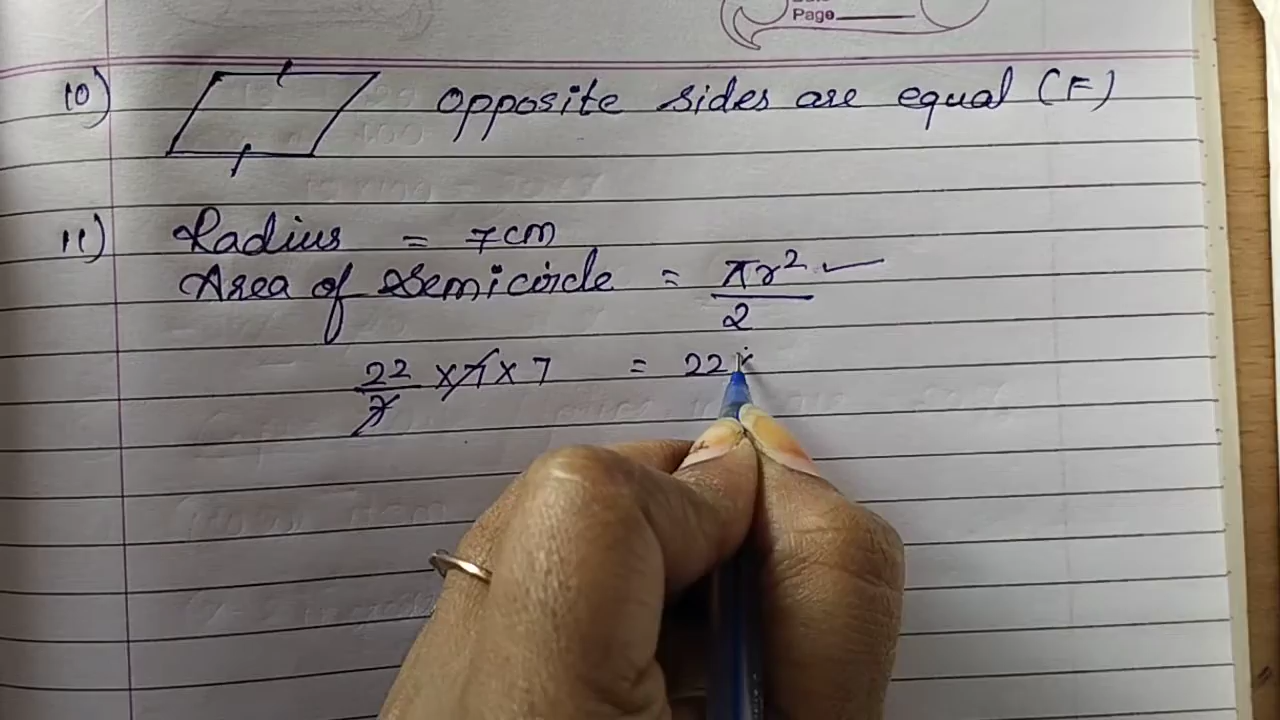 Page
10) Opposite sides are equal (F)
11) Radius = 7cm
Area of Semicircle = πr²/2 ✓
22/7 × 7 × 7 = 22 ×